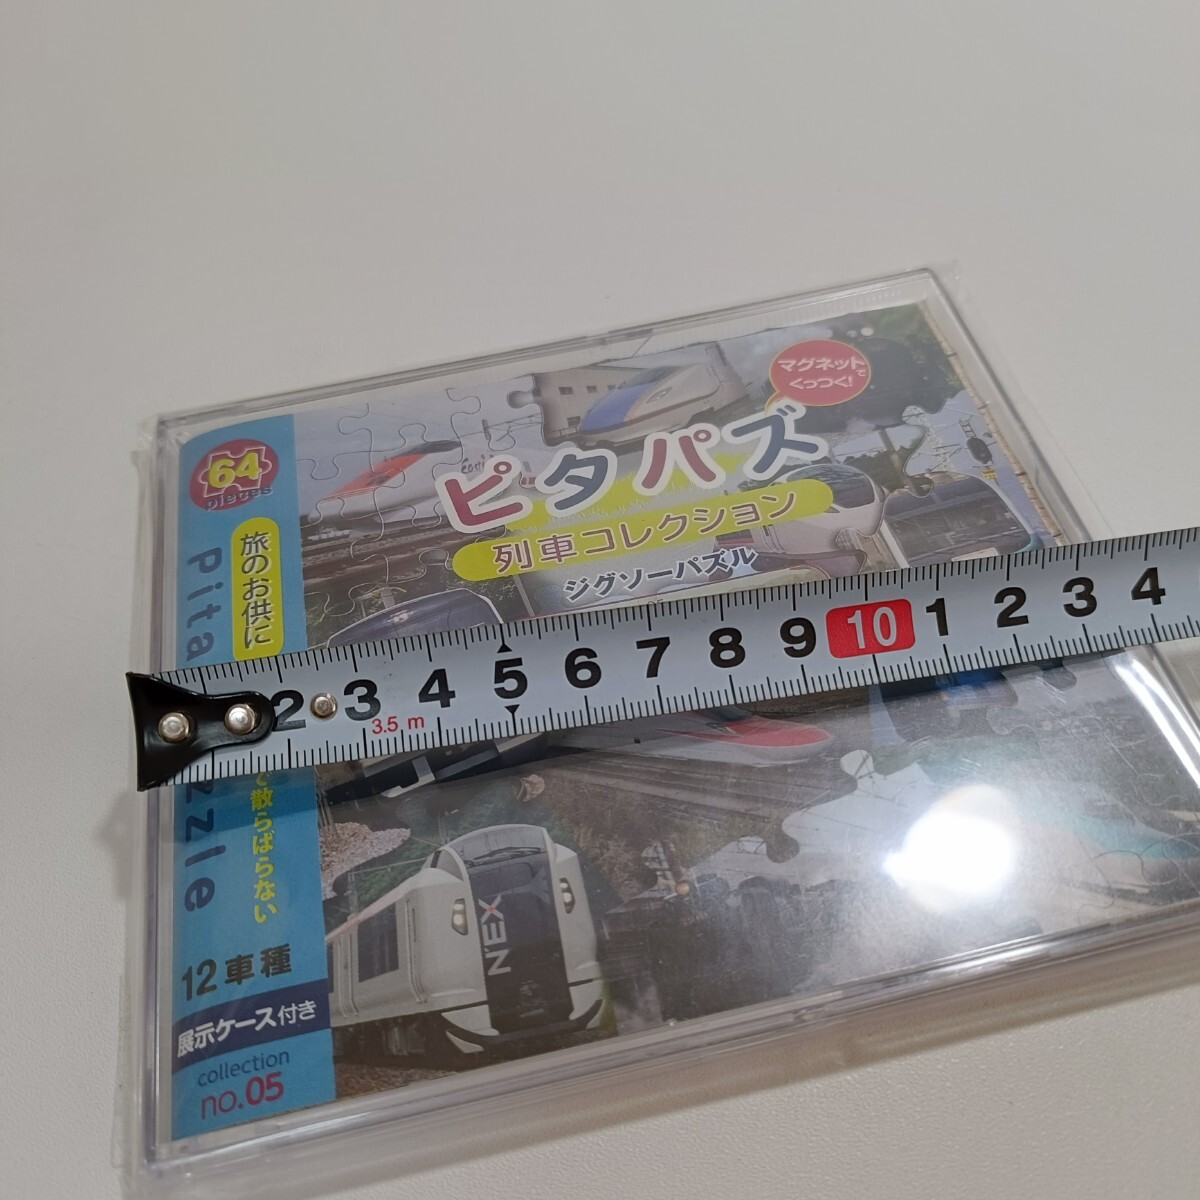 64
pieces
マグネットで
くっつく!
ピタパズ
列車コレクション
ジグソーパズル
旅のお供に
Pita
2 3 4 5 6 7 8 9 10 1 2 3 4
3.5 m
zzle
散らばらない
N'EX
12車種
展示ケース付き
collection
no.05